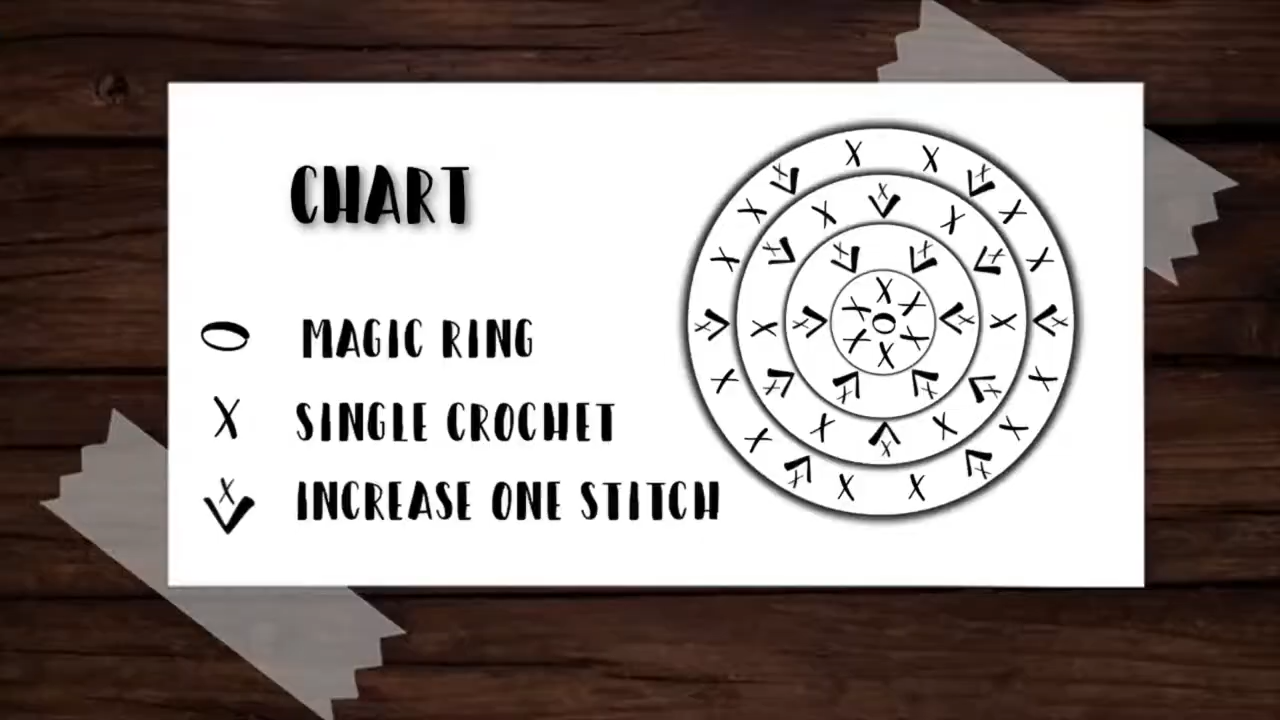 CHART
MAGIC RING
X SINGLE CROCHET
INCREASE ONE STITCH